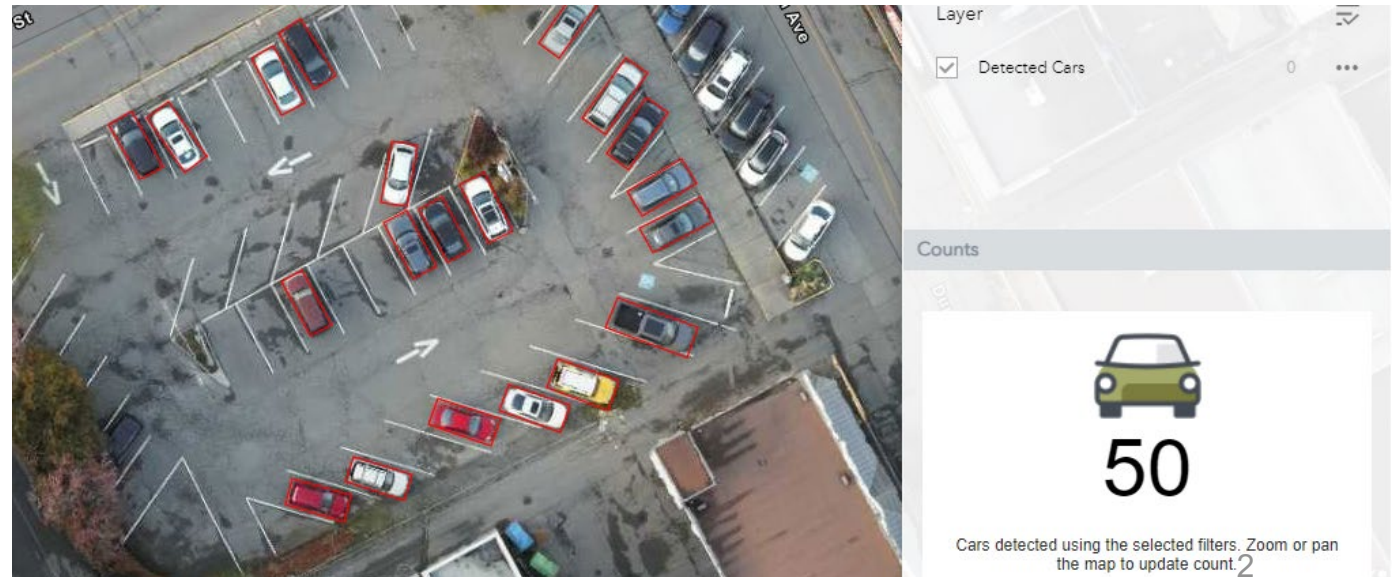 St
Ave
Layer
Detected Cars 0
Counts
50
Cars detected using the selected filters. Zoom or pan
the map to update count.
2